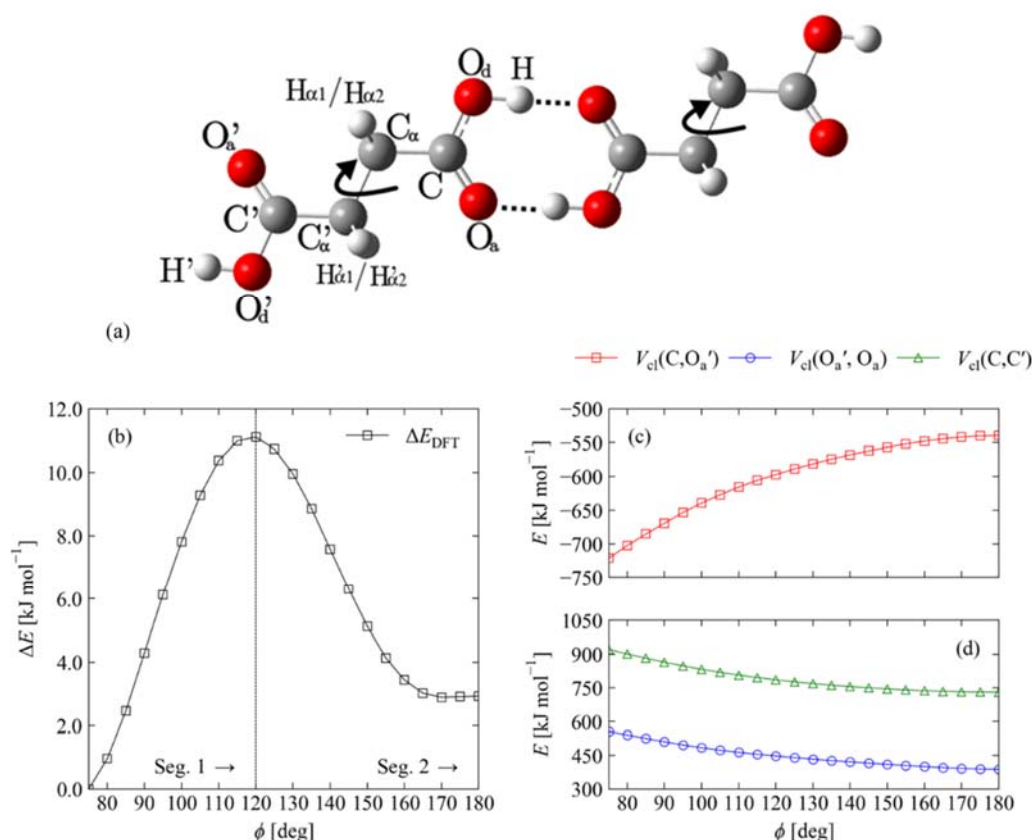 Od H
Hα1/Hα2
Cα
Oa'
C
C'
C'α
Oa
H'
H'α1/H'α2
Od'
(a)
Vcl(C,Oa') Vcl(Oa', Oa) Vcl(C,C')
(b)
ΔEDFT
12.0
10.0
8.0
6.0
4.0
2.0
0.0
ΔE [kJ mol−1]
Seg. 1 → Seg. 2 →
80 90 100 110 120 130 140 150 160 170 180
ϕ [deg]
(c)
−500
−550
−600
−650
−700
−750
E [kJ mol−1]
(d)
1050
900
750
600
450
300
E [kJ mol−1]
80 90 100 110 120 130 140 150 160 170 180
ϕ [deg]